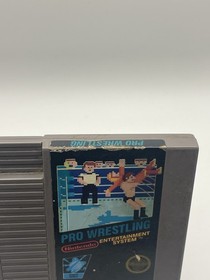 PRO WRESTLING
PRO WRESTLING
Nintendo
ENTERTAINMENT
SYSTEM